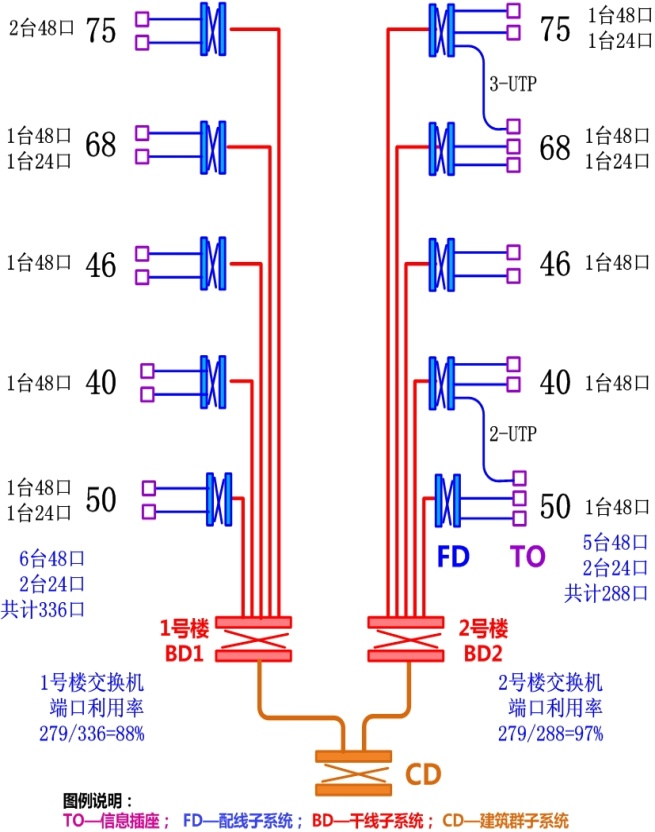 2台48口
75
75
1台48口
1台24口
3-UTP
1台48口
1台24口
68
68
1台48口
1台24口
1台48口
46
46
1台48口
1台48口
40
40
1台48口
2-UTP
1台48口
1台24口
50
50
1台48口
FD
TO
6台48口
2台24口
共计336口
5台48口
2台24口
共计288口
1号楼
BD1
2号楼
BD2
1号楼交换机
端口利用率
279/336=88%
2号楼交换机
端口利用率
279/288=97%
CD
图例说明：
TO—信息插座； FD—配线子系统； BD—干线子系统； CD—建筑群子系统